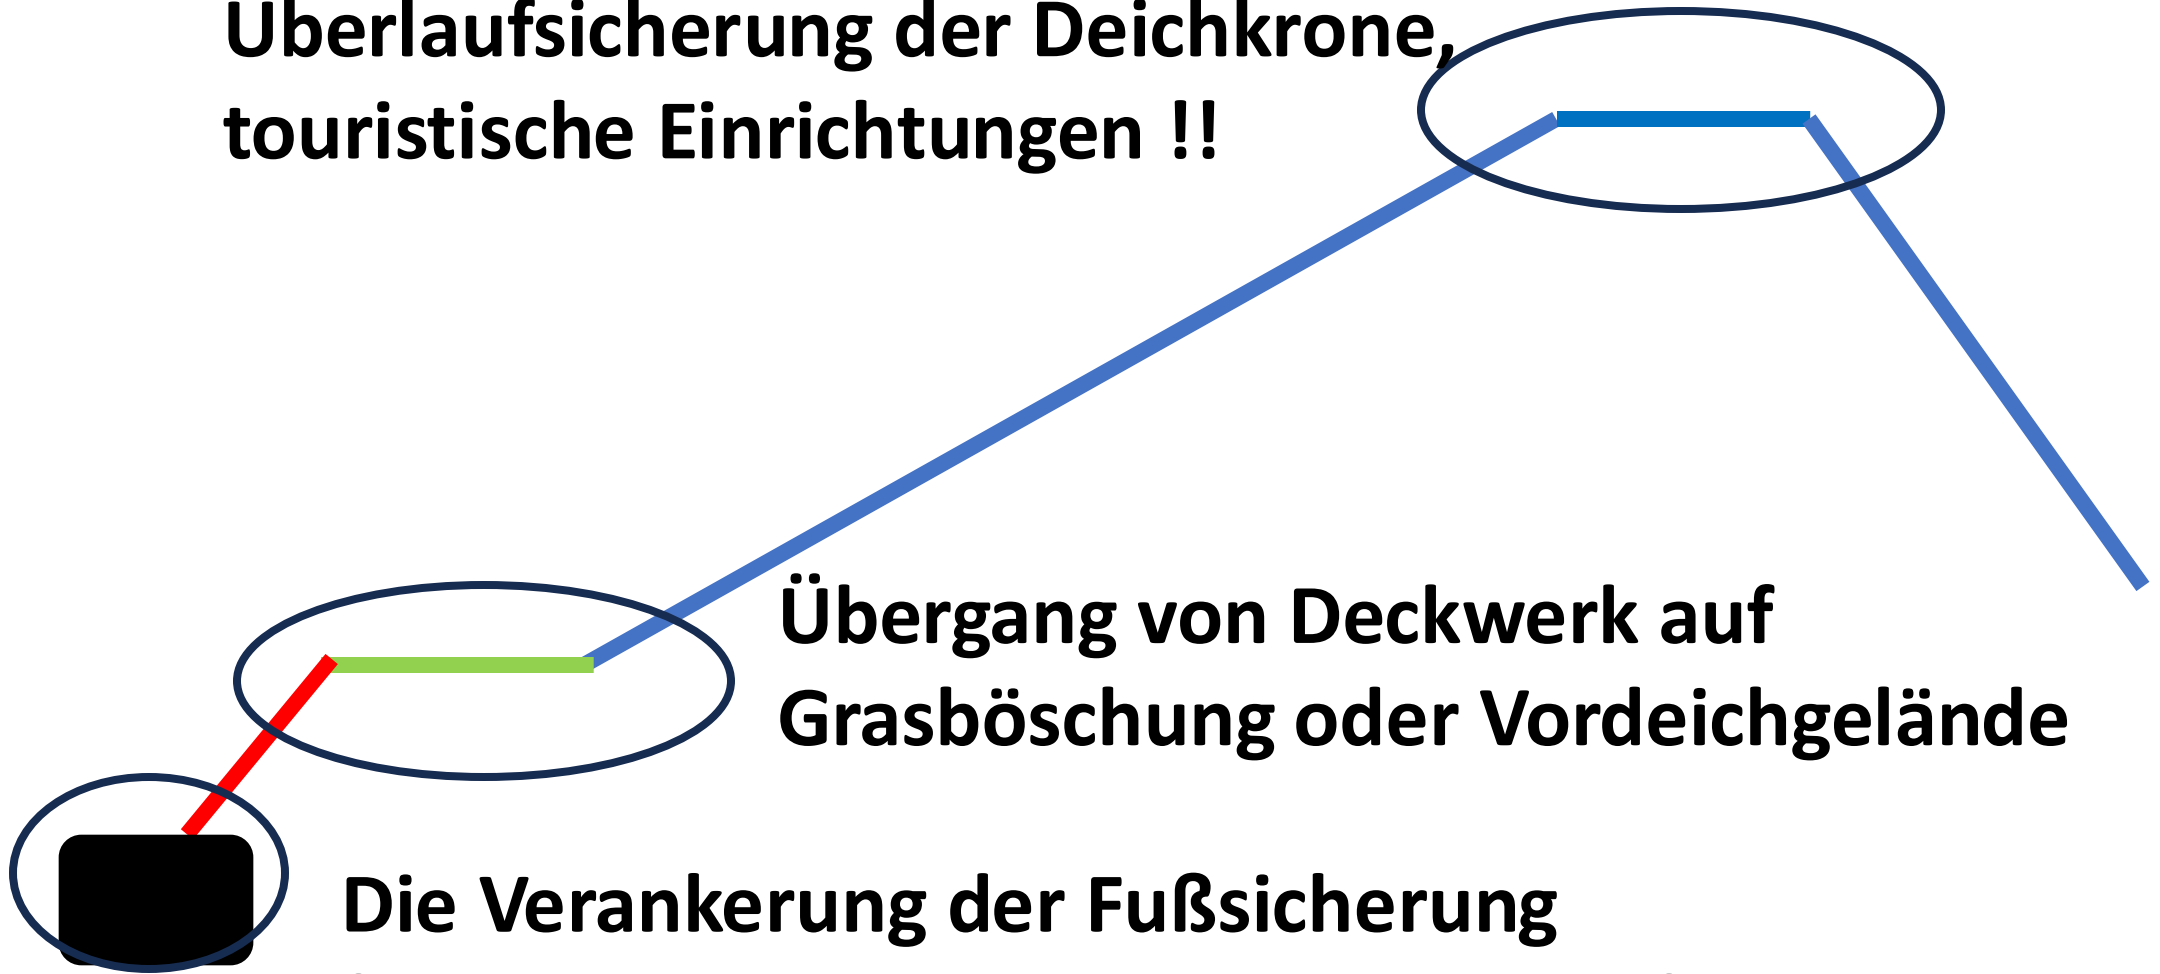 Überlaufsicherung der Deichkrone,
touristische Einrichtungen !!
Übergang von Deckwerk auf
Grasböschung oder Vordeichgelände
Die Verankerung der Fußsicherung